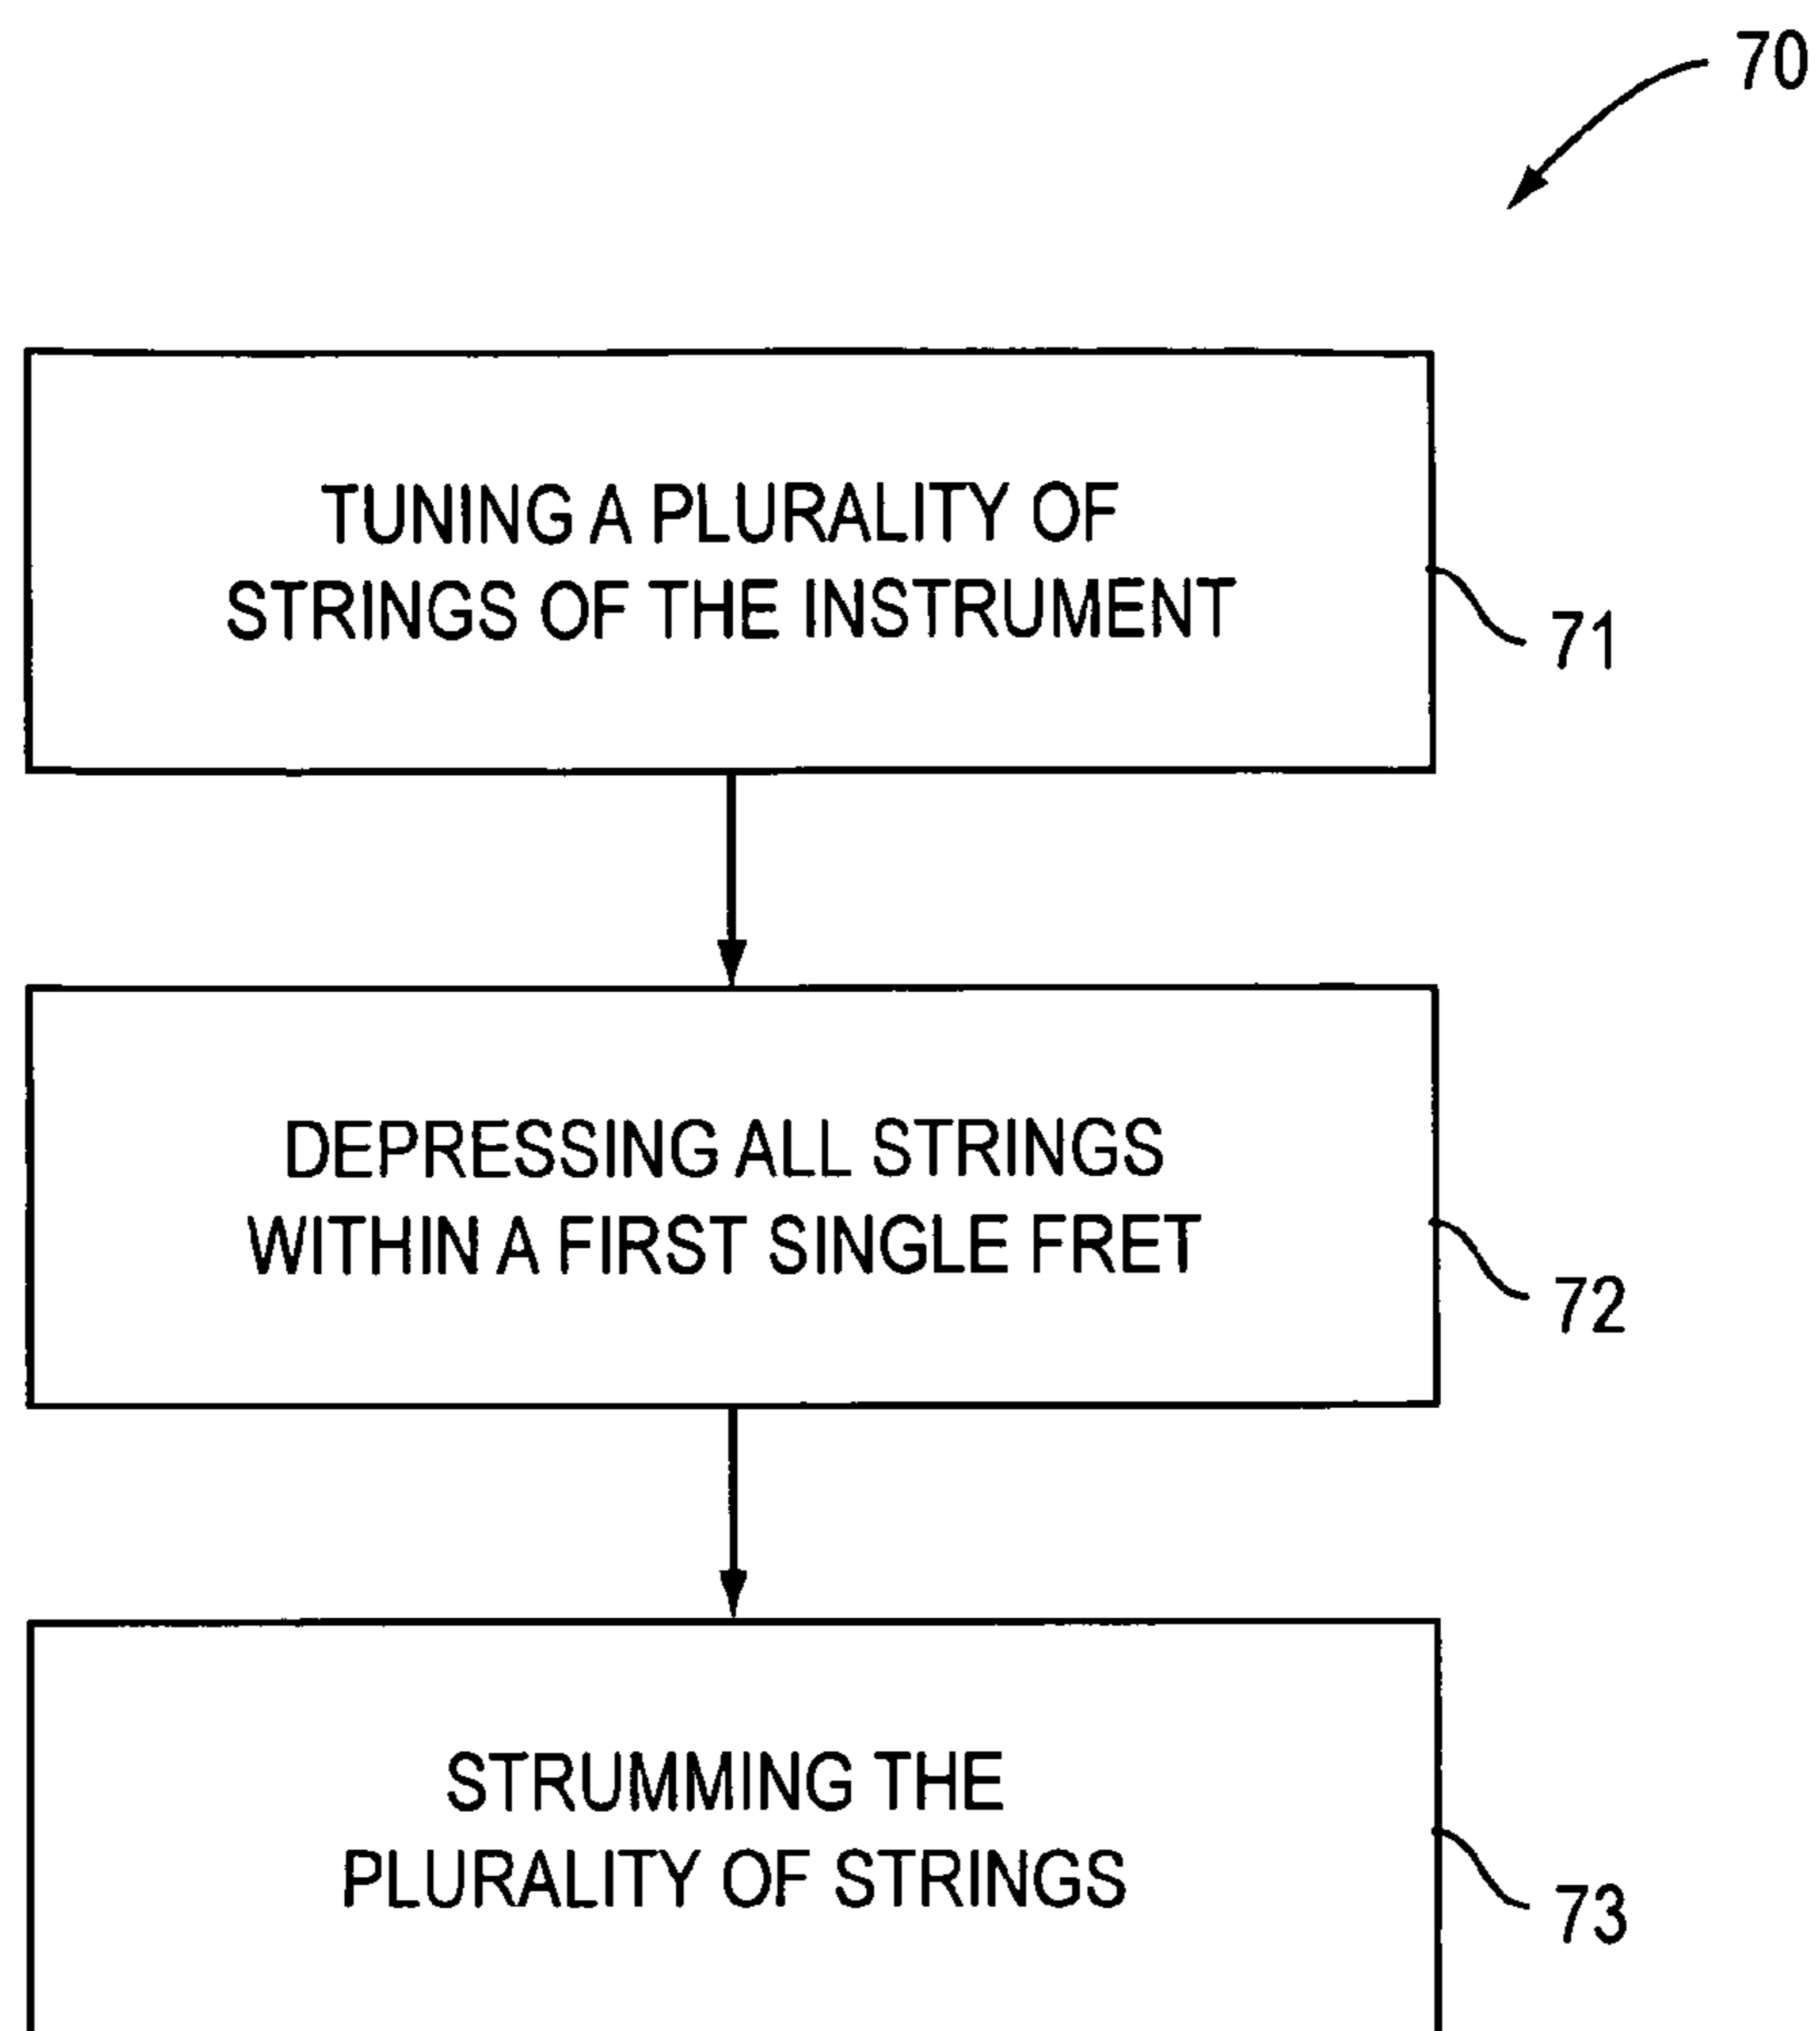 70
TUNING A PLURALITY OF
STRINGS OF THE INSTRUMENT
71
DEPRESSING ALL STRINGS
WITHIN A FIRST SINGLE FRET
72
STRUMMING THE
PLURALITY OF STRINGS
73